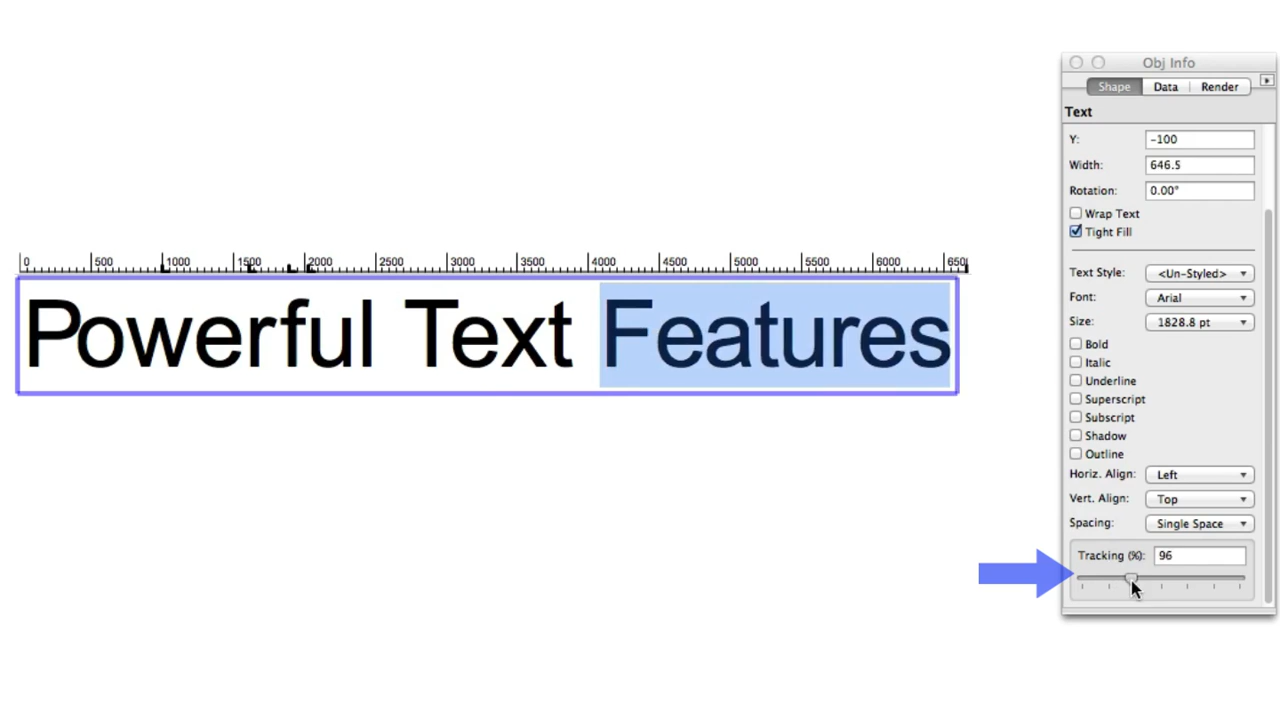 Obj Info
Shape Data Render
Text
Y: -100
Width: 646.5
Rotation: 0.00°
Wrap Text
Tight Fill
0 500 1000 1500 2000 2500 3000 3500 4000 4500 5000 5500 6000 650
Powerful Text Features
Text Style: <Un-Styled>
Font: Arial
Size: 1828.8 pt
Bold
Italic
Underline
Superscript
Subscript
Shadow
Outline
Horiz. Align: Left
Vert. Align: Top
Spacing: Single Space
Tracking (%): 96